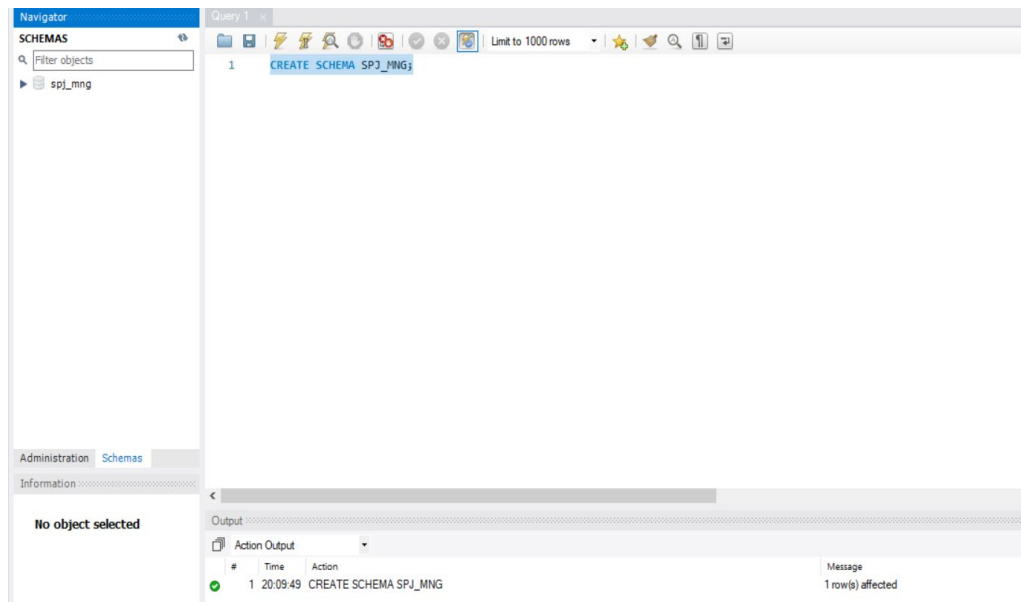 Navigator
SCHEMAS
Filter objects
spj_mng
Administration Schemas
Information
No object selected
Query 1
Limit to 1000 rows
1 CREATE SCHEMA SPJ_MNG;
Output
Action Output
# Time Action Message
1 20:09:49 CREATE SCHEMA SPJ_MNG 1 row(s) affected